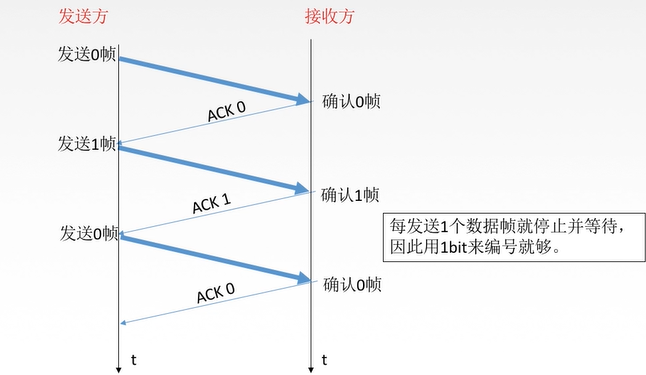 发送方
接收方
发送0帧
确认0帧
ACK 0
发送1帧
确认1帧
ACK 1
发送0帧
每发送1个数据帧就停止并等待，
因此用1bit来编号就够。
确认0帧
ACK 0
t
t